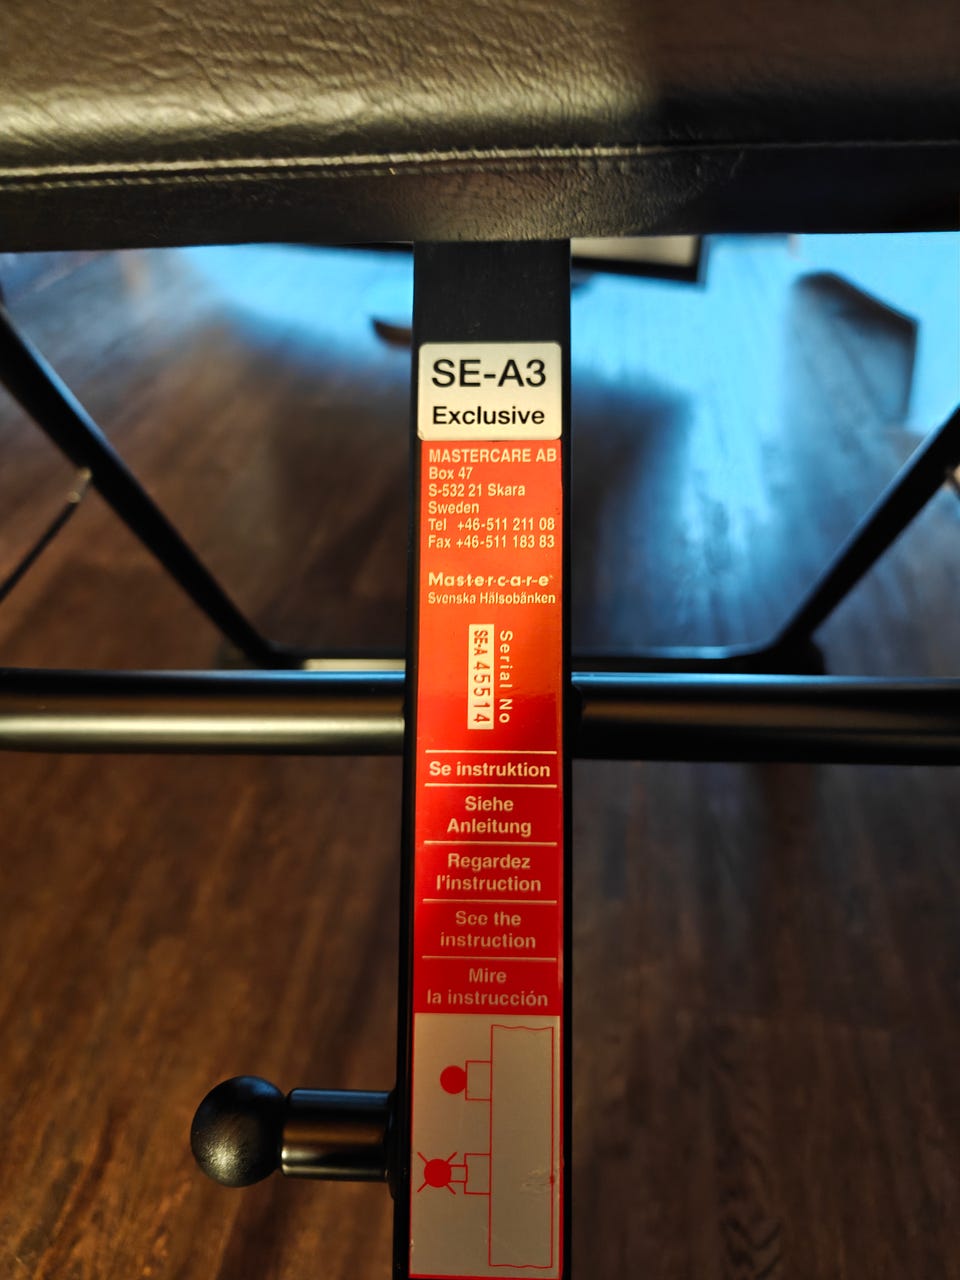 SE-A3
Exclusive
MASTERCARE AB
Box 47
S-532 21 Skara
Sweden
Tel +46-511 211 08
Fax +46-511 183 83
Ma-s-t-e-r-c-a-r-e
Svenska Hälsobänken
Serial No
SE-A 45514
Se instruktion
Siehe
Anleitung
Regardez
l'instruction
See the
instruction
Mire
la instrucción